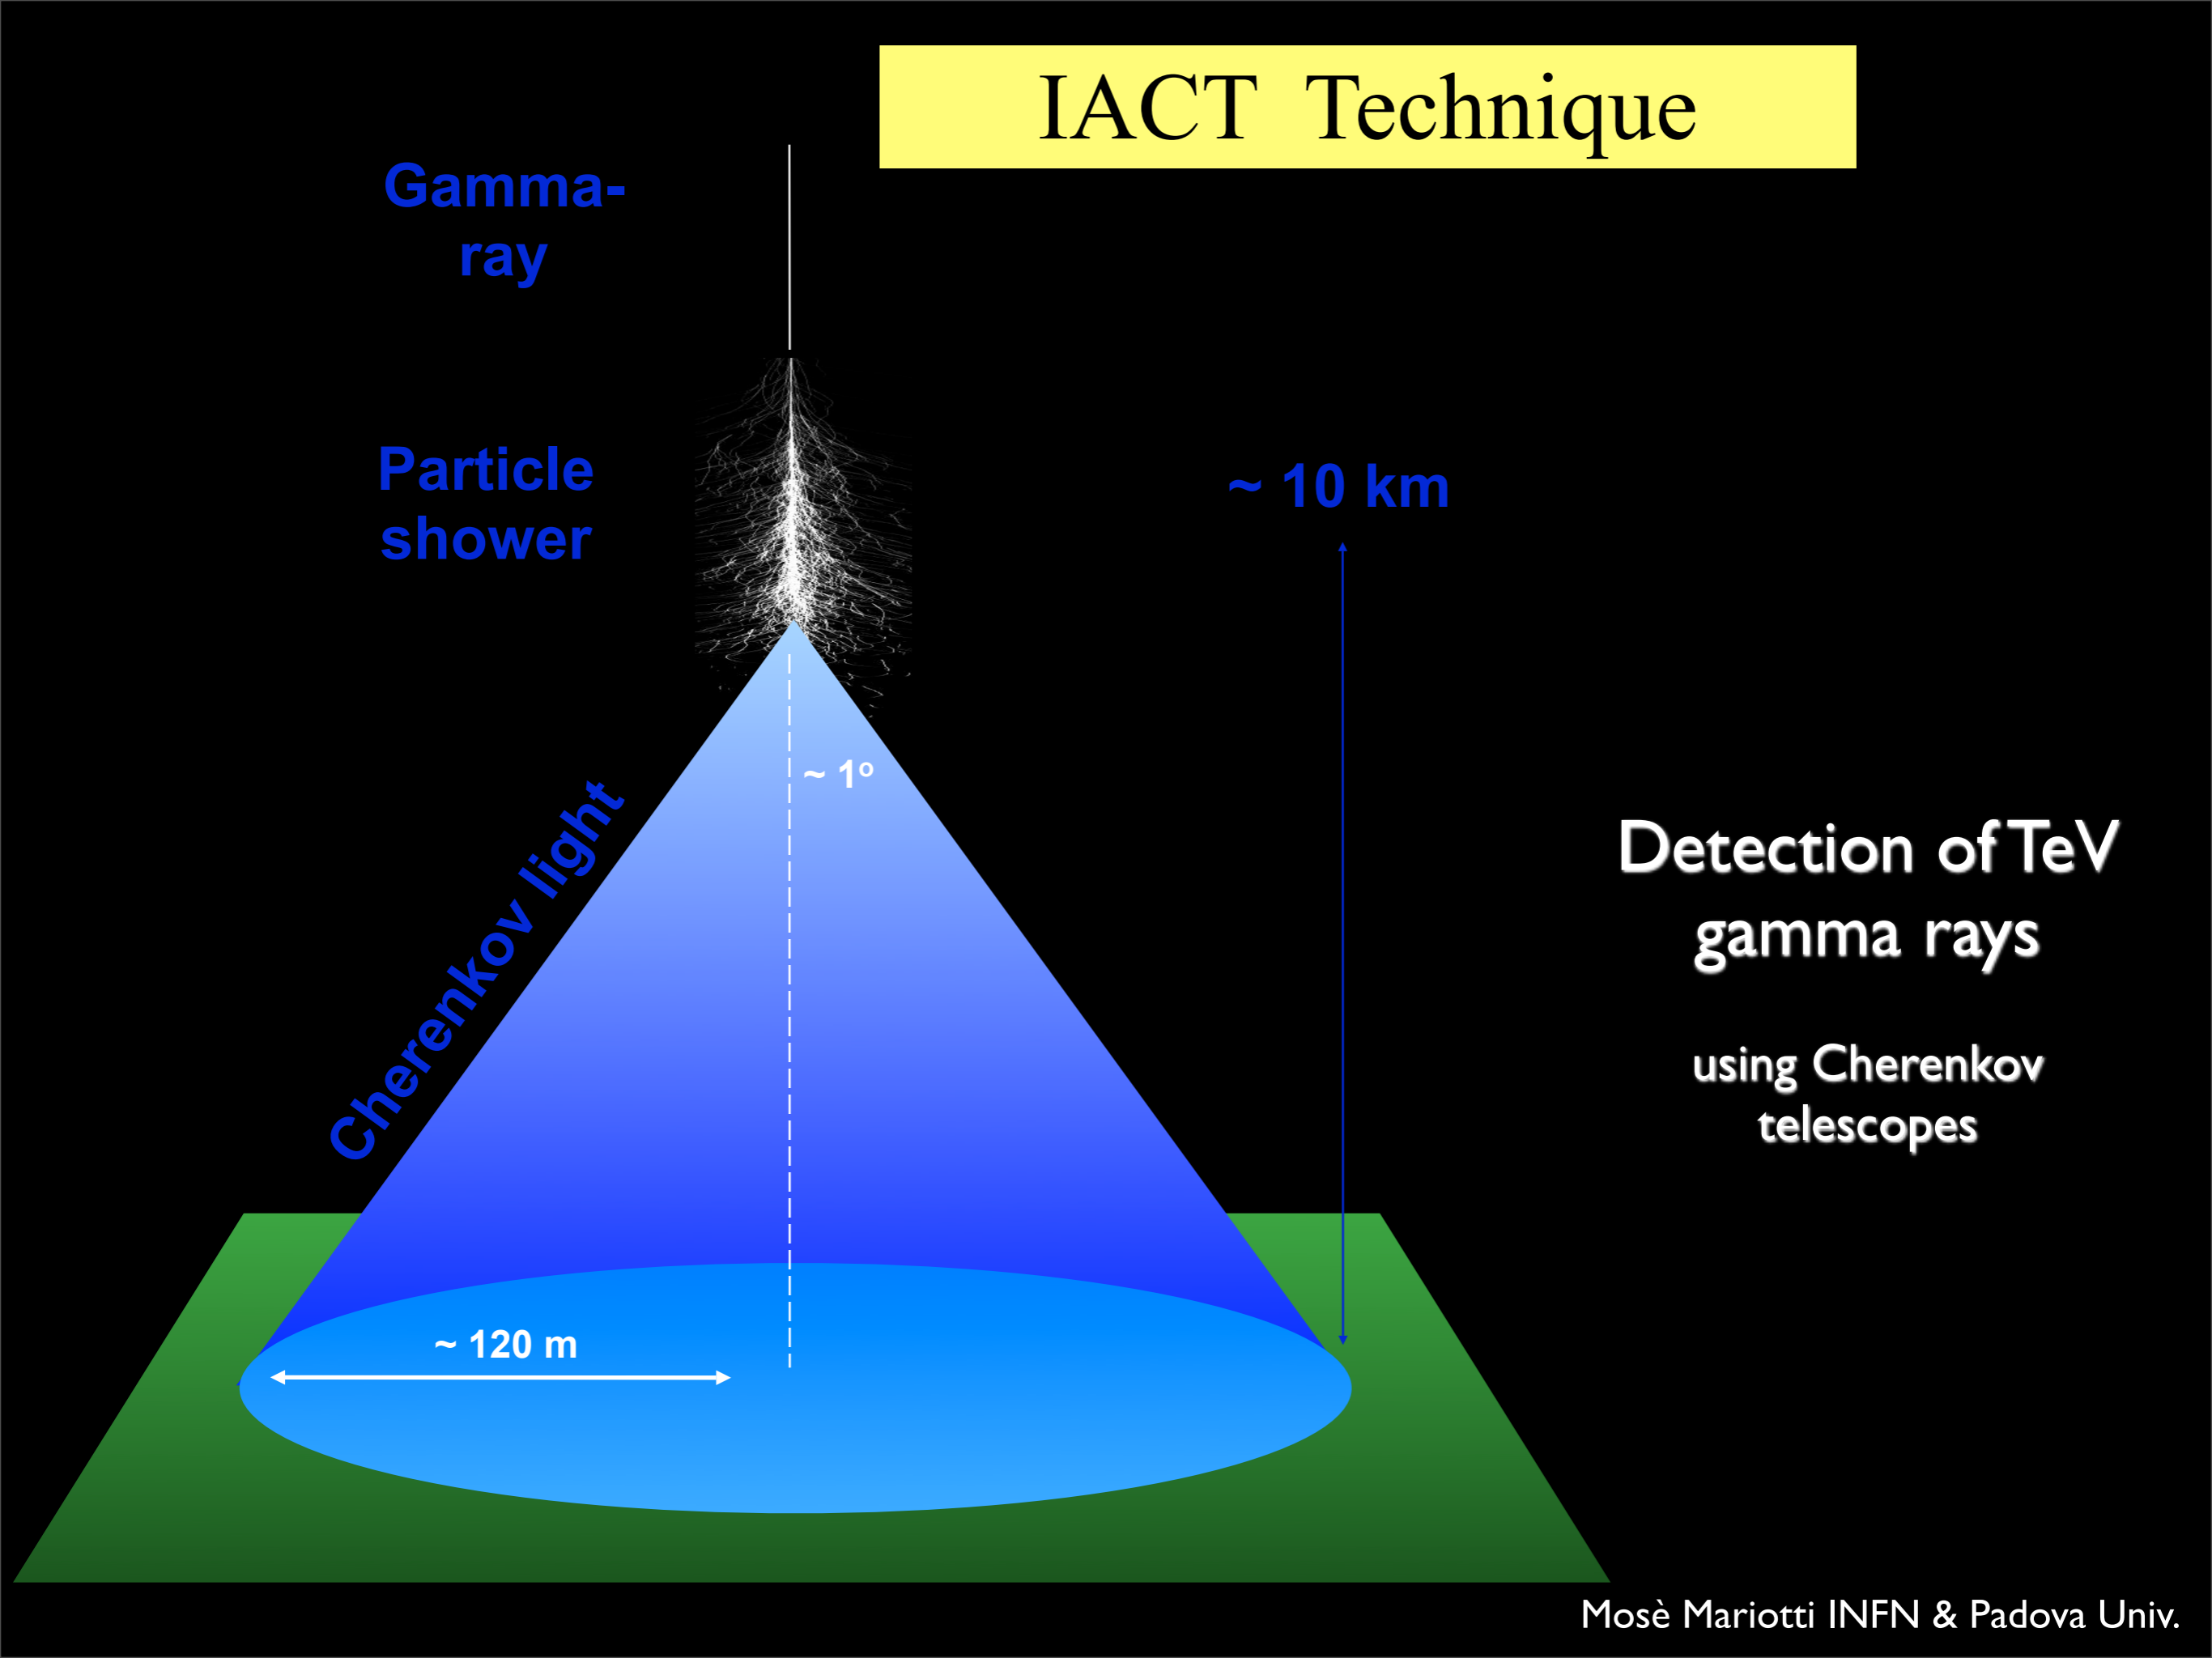 IACT Technique
Gamma-
ray
Particle
shower
~ 10 km
~ 1º
Cherenkov light
Detection of TeV
gamma rays
using Cherenkov
telescopes
~ 120 m
Mosè Mariotti INFN & Padova Univ.